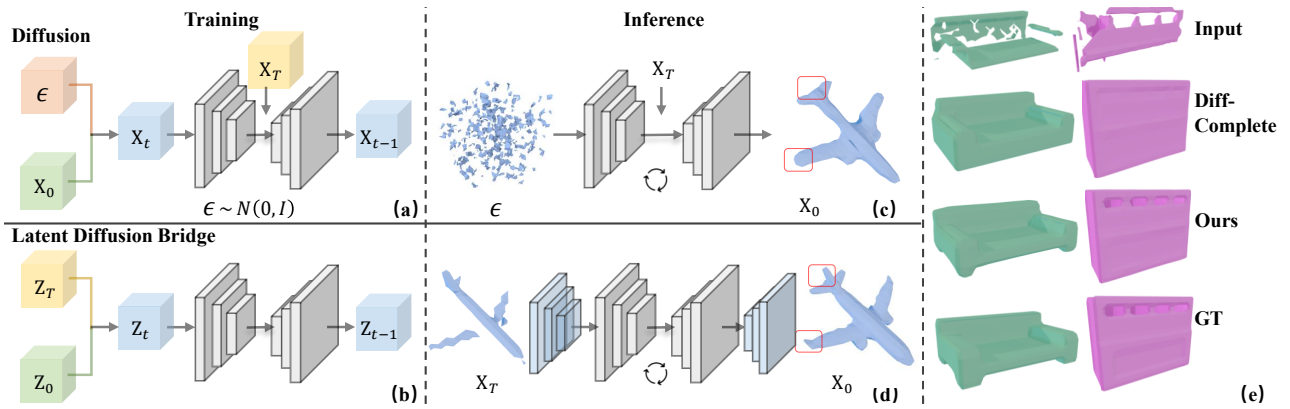 Training
Diffusion
ϵ
X_0
X_t
X_T
X_{t−1}
ϵ ~ N(0, I)
(a)
Latent Diffusion Bridge
Z_T
Z_0
Z_t
Z_{t−1}
(b)
Inference
ϵ
X_T
X_0
(c)
X_T
X_0
(d)
Input
Diff-
Complete
Ours
GT
(e)